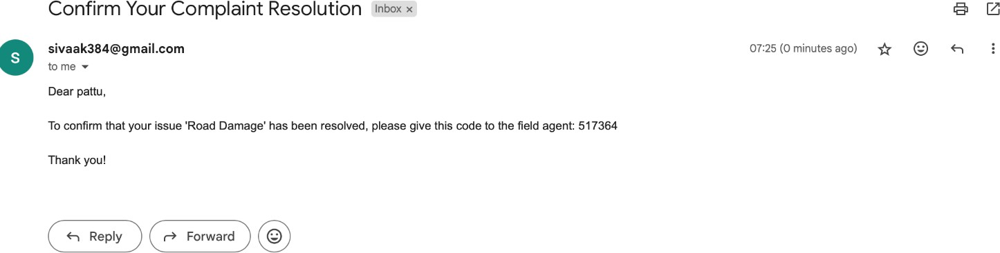 Confirm Your Complaint Resolution Inbox ×
S
sivaak384@gmail.com 07:25 (0 minutes ago)
to me
Dear pattu,
To confirm that your issue 'Road Damage' has been resolved, please give this code to the field agent: 517364
Thank you!
Reply Forward